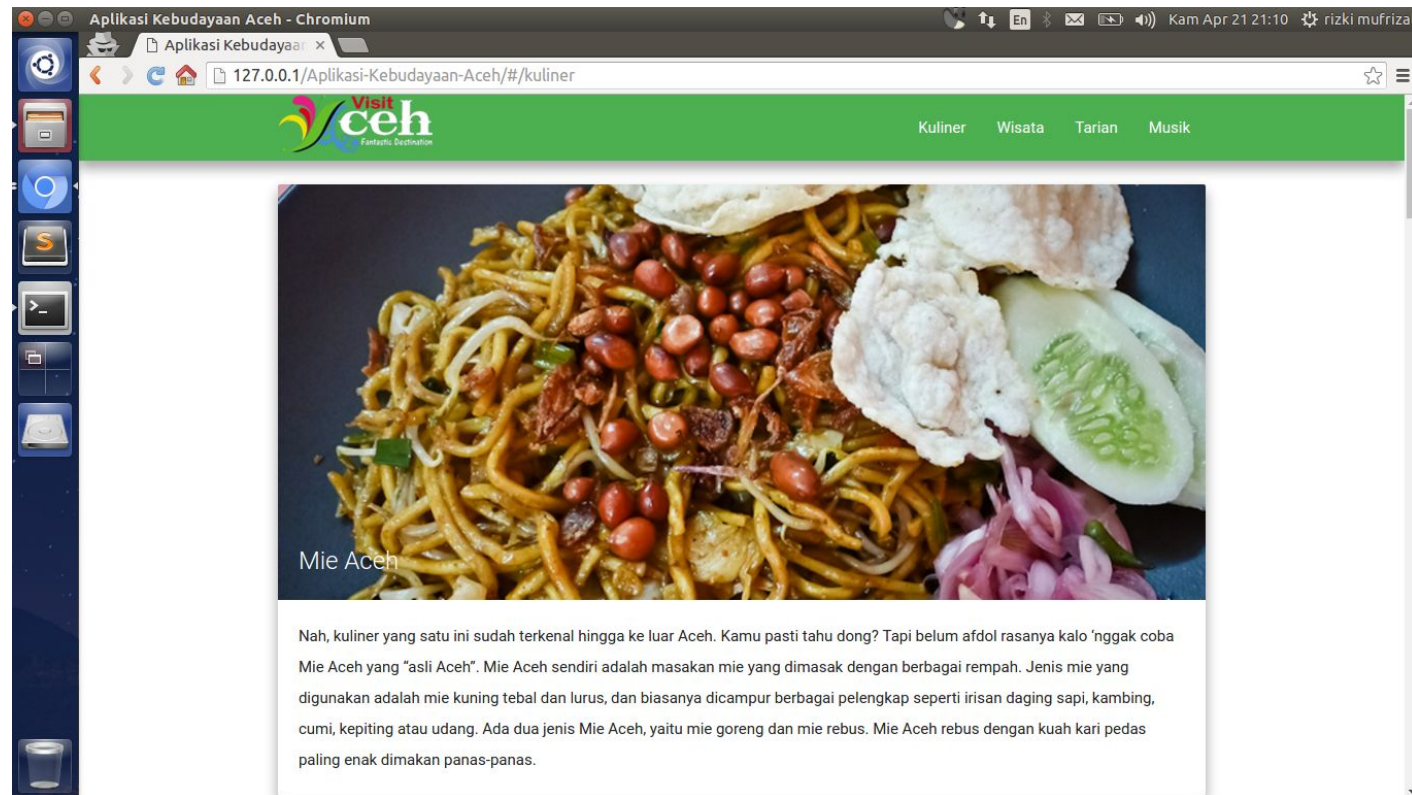 Aplikasi Kebudayaan Aceh - Chromium
En
Kam Apr 21 21:10
rizki mufriza
Aplikasi Kebudayaan
127.0.0.1/Aplikasi-Kebudayaan-Aceh/#/kuliner
Visit
Aceh
Fantastic Destination
Kuliner
Wisata
Tarian
Musik
Mie Aceh
Nah, kuliner yang satu ini sudah terkenal hingga ke luar Aceh. Kamu pasti tahu dong? Tapi belum afdol rasanya kalo ‘nggak coba
Mie Aceh yang “asli Aceh”. Mie Aceh sendiri adalah masakan mie yang dimasak dengan berbagai rempah. Jenis mie yang
digunakan adalah mie kuning tebal dan lurus, dan biasanya dicampur berbagai pelengkap seperti irisan daging sapi, kambing,
cumi, kepiting atau udang. Ada dua jenis Mie Aceh, yaitu mie goreng dan mie rebus. Mie Aceh rebus dengan kuah kari pedas
paling enak dimakan panas-panas.